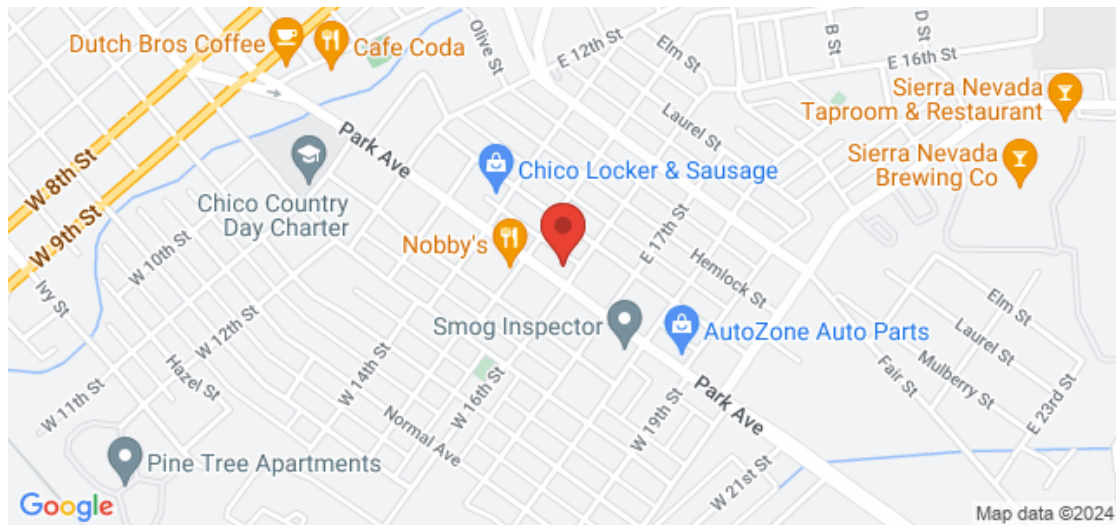 Dutch Bros Coffee
Cafe Coda
Olive St
E 12th St
Elm St
B St
D St
E 16th St
Sierra Nevada
Taproom & Restaurant
Laurel St
Park Ave
W 8th St
Chico Country
Day Charter
Chico Locker & Sausage
Sierra Nevada
Brewing Co
W 9th St
W 10th St
Nobby's
E 17th St
Hemlock St
Ivy St
W 12th St
Smog Inspector
AutoZone Auto Parts
Elm St
Laurel St
Mulberry St
Fair St
E 23rd St
Hazel St
W 14th St
W 16th St
W 11th St
Normal Ave
W 19th St
Park Ave
Pine Tree Apartments
W 21st St
Google
Map data ©2024